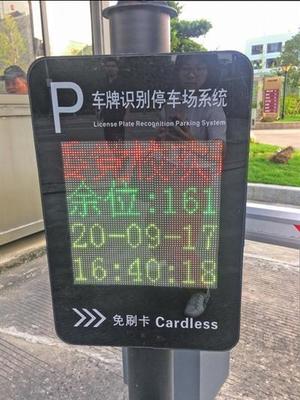 P 车牌识别停车场系统
License Plate Recognition Parking System
余位:161
20-09-17
16:40:18
>>> 免刷卡 Cardless